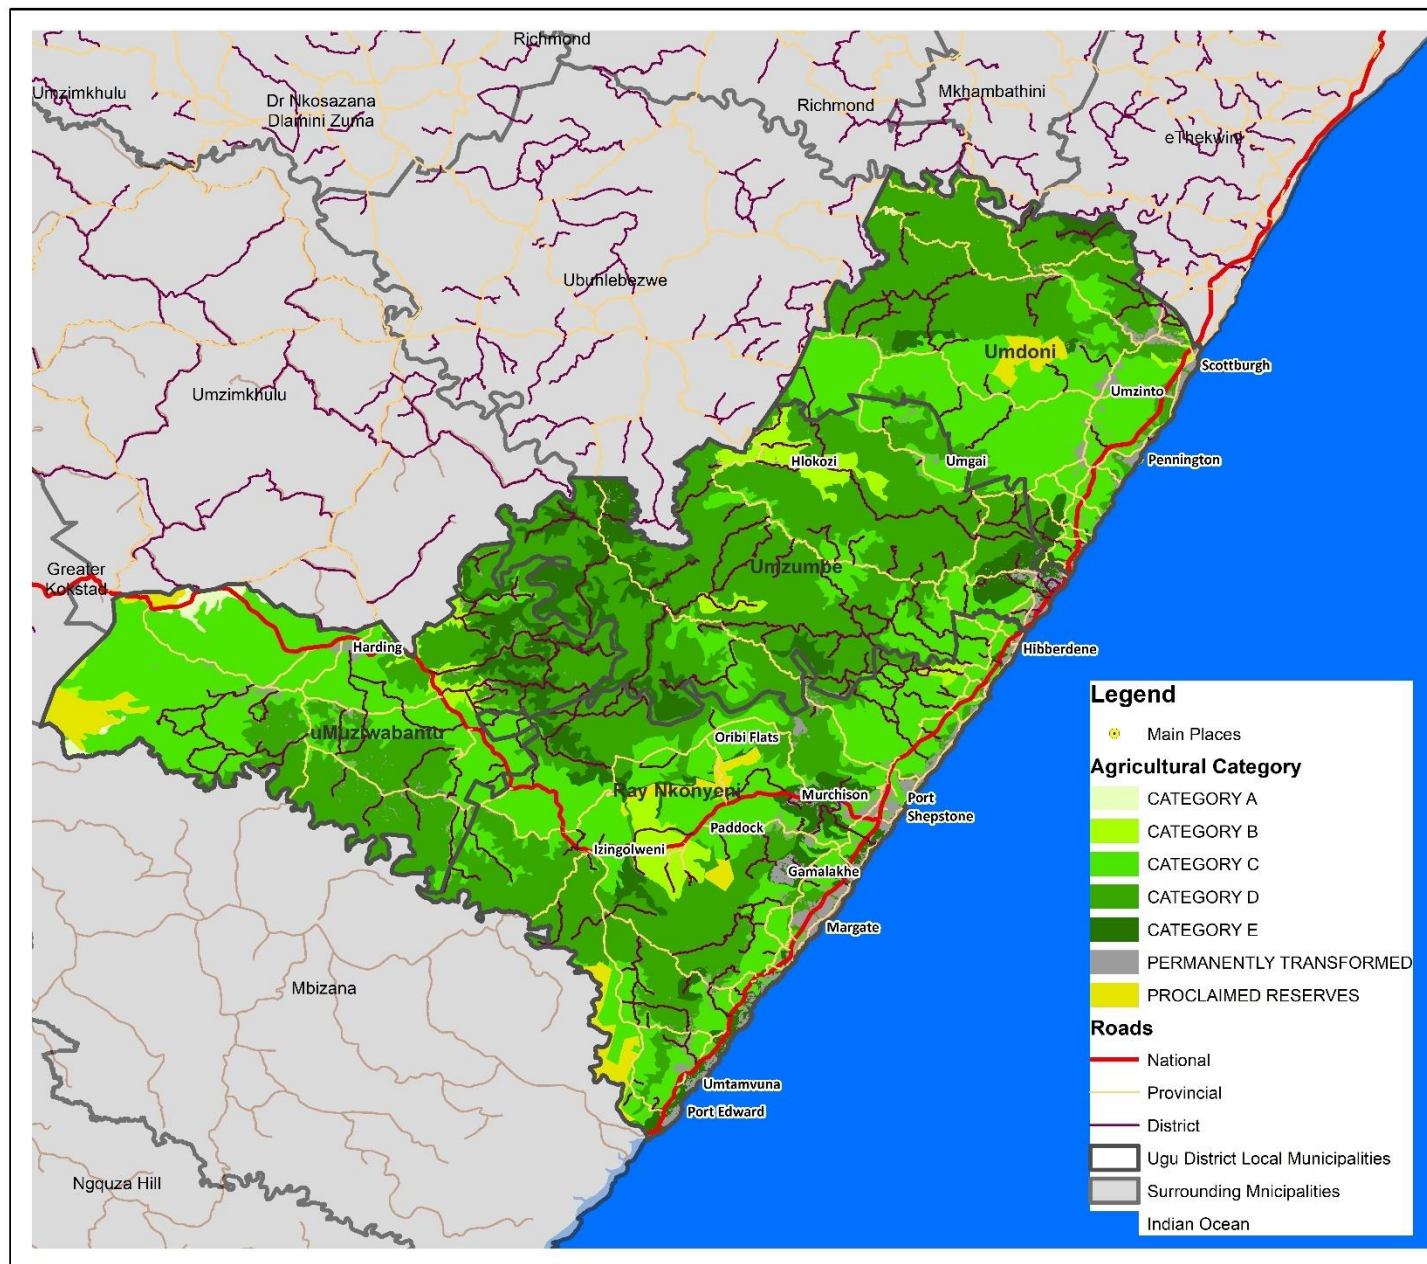 Richmond
Umzimkhulu
Dr Nkosazana
Dlamini Zuma
Richmond
Mkhambathini
eThekwini
Ubuhlebezwe
Umdoni
Scottburgh
Umzimkhulu
Umzinto
Hlokozi
Umgai
Pennington
Greater
Kokstad
Umzumbe
Harding
Hibberdene
uMuziwabantu
Oribi Flats
Ray Nkonyeni
Murchison
Port
Shepstone
Paddock
Izingolweni
Gamalakhe
Margate
Mbizana
Umtamvuna
Port Edward
Ngquza Hill
Legend
Main Places
Agricultural Category
CATEGORY A
CATEGORY B
CATEGORY C
CATEGORY D
CATEGORY E
PERMANENTLY TRANSFORMED
PROCLAIMED RESERVES
Roads
National
Provincial
District
Ugu District Local Municipalities
Surrounding Mnicipalities
Indian Ocean